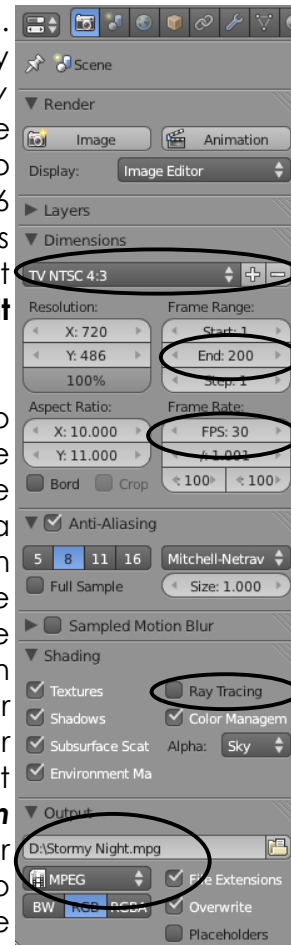 Scene
Render
Image Animation
Display: Image Editor
Layers
Dimensions
TV NTSC 4:3
Resolution: Frame Range:
X: 720 Start: 1
Y: 486 End: 200
100% Step: 1
Aspect Ratio: Frame Rate:
X: 10.000 FPS: 30
Y: 11.000 /: 1.001
Bord Crop : 100 : 100
Anti-Aliasing
5 8 11 16 Mitchell-Netrav
Full Sample Size: 1.000
Sampled Motion Blur
Shading
Textures Ray Tracing
Shadows Color Managem
Subsurface Scat Alpha: Sky
Environment Ma
Output
D:\Stormy Night.mpg
MPEG File Extensions
BW RGB RGBA Overwrite
Placeholders